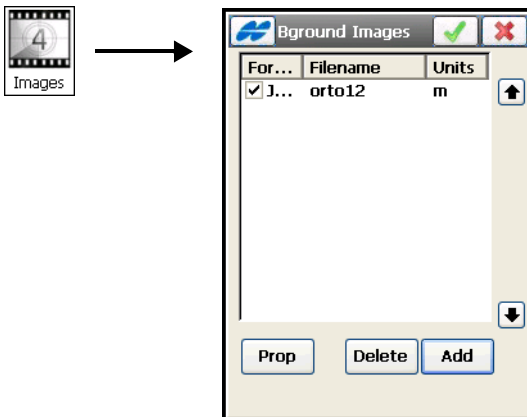 4
Images
Bground Images
For... Filename Units
J... orto12 m
Prop Delete Add